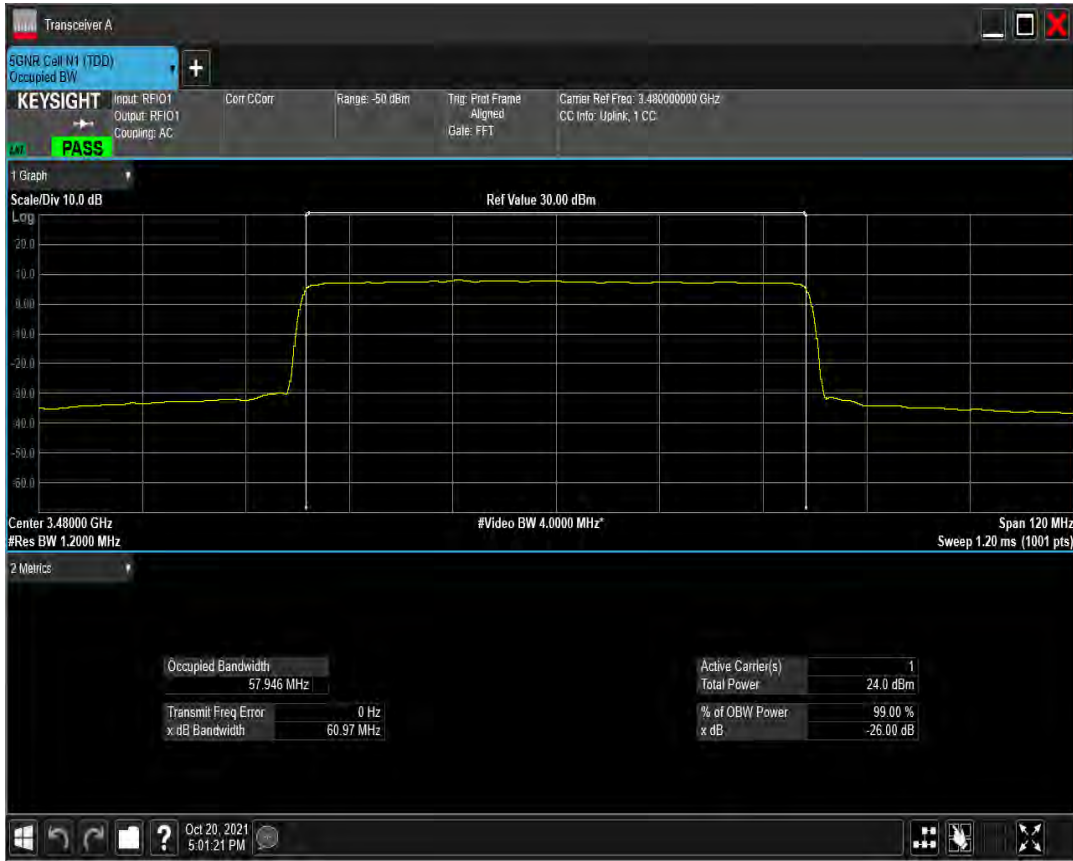 Transceiver A
5GNR Cell N1 (TDD)
Occupied BW
+
KEYSIGHT Input: RFIO1 Corr CCorr Range: -50 dBm Trig: Prot Frame Carrier Ref Freq: 3.480000000 GHz
Output: RFIO1 Aligned CC Info: Uplink, 1 CC
Coupling: AC Gate: FFT
PASS
1 Graph
Scale/Div 10.0 dB Ref Value 30.00 dBm
Log
20.0
10.0
0.00
-10.0
-20.0
-30.0
-40.0
-50.0
-60.0
Center 3.48000 GHz #Video BW 4.0000 MHz* Span 120 MHz
#Res BW 1.2000 MHz Sweep 1.20 ms (1001 pts)
2 Metrics
Occupied Bandwidth Active Carrier(s) 1
57.946 MHz Total Power 24.0 dBm
Transmit Freq Error 0 Hz % of OBW Power 99.00 %
x dB Bandwidth 60.97 MHz x dB -26.00 dB
? Oct 20, 2021
5:01:21 PM